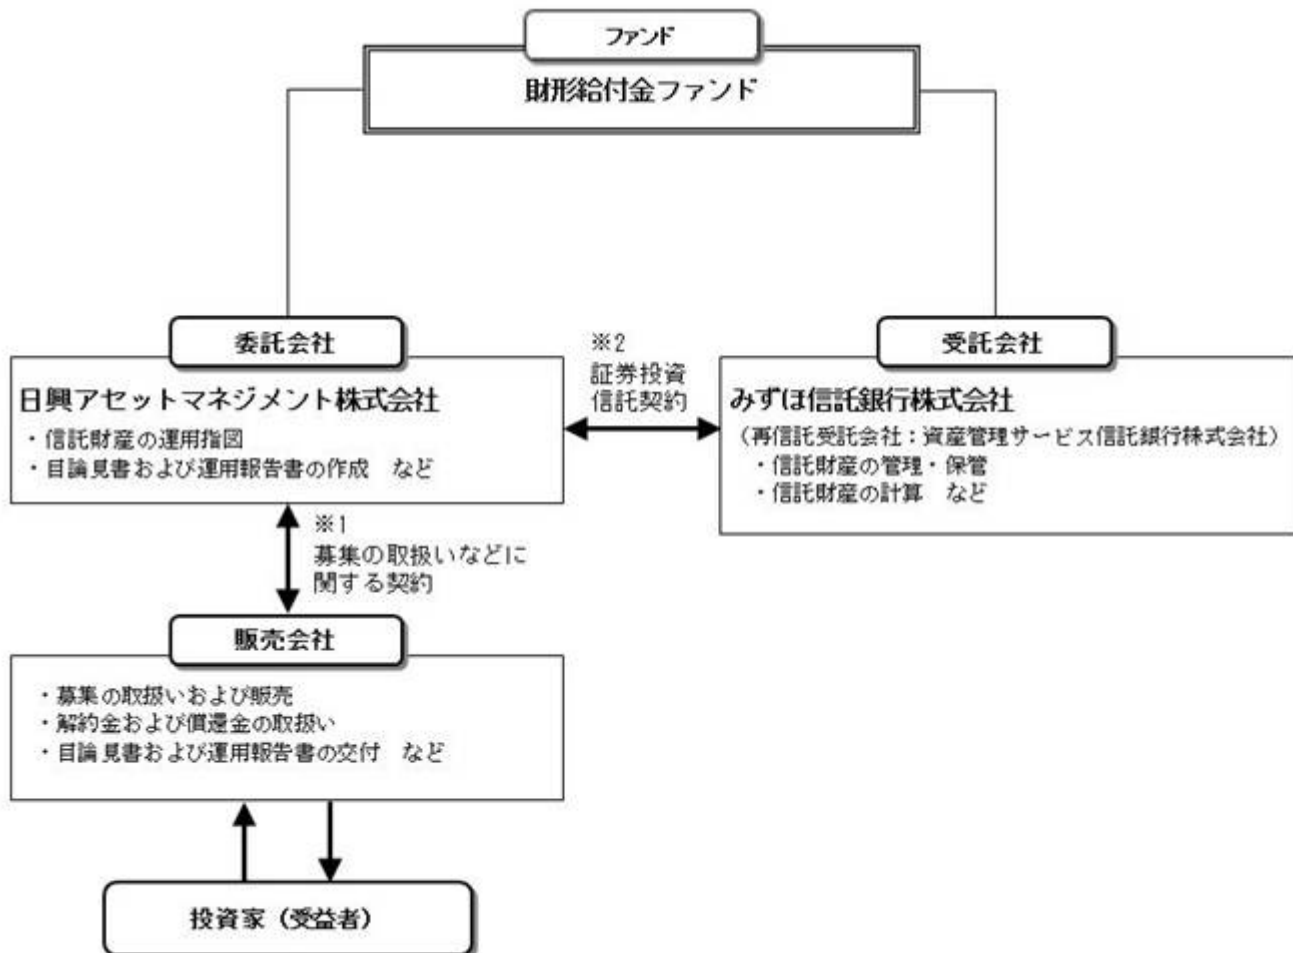 ファンド
財形給付金ファンド
委託会社
日興アセットマネジメント株式会社
・信託財産の運用指図
・目論見書および運用報告書の作成　など
※2
証券投資
信託契約
受託会社
みずほ信託銀行株式会社
（再信託受託会社：資産管理サービス信託銀行株式会社）
・信託財産の管理・保管
・信託財産の計算　など
※1
募集の取扱いなどに
関する契約
販売会社
・募集の取扱いおよび販売
・解約金および償還金の取扱い
・目論見書および運用報告書の交付　など
投資家（受益者）